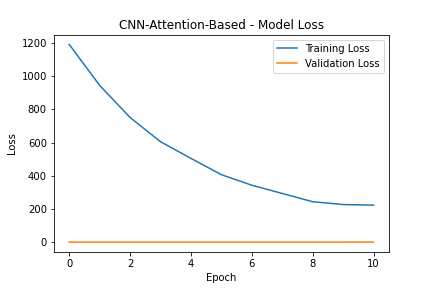 CNN-Attention-Based - Model Loss
Training Loss
Validation Loss
1200
1000
800
600
400
200
0
Loss
0 2 4 6 8 10
Epoch